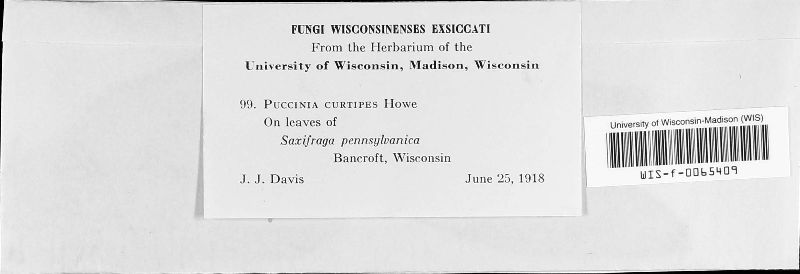 FUNGI WISCONSINENSES EXSICCATI
From the Herbarium of the
University of Wisconsin, Madison, Wisconsin
99. PUCCINIA CURTIPES Howe
On leaves of
Saxifraga pennsylvanica
Bancroft, Wisconsin
J. J. Davis June 25, 1918
University of Wisconsin-Madison (WIS)
WIS-f-0065409